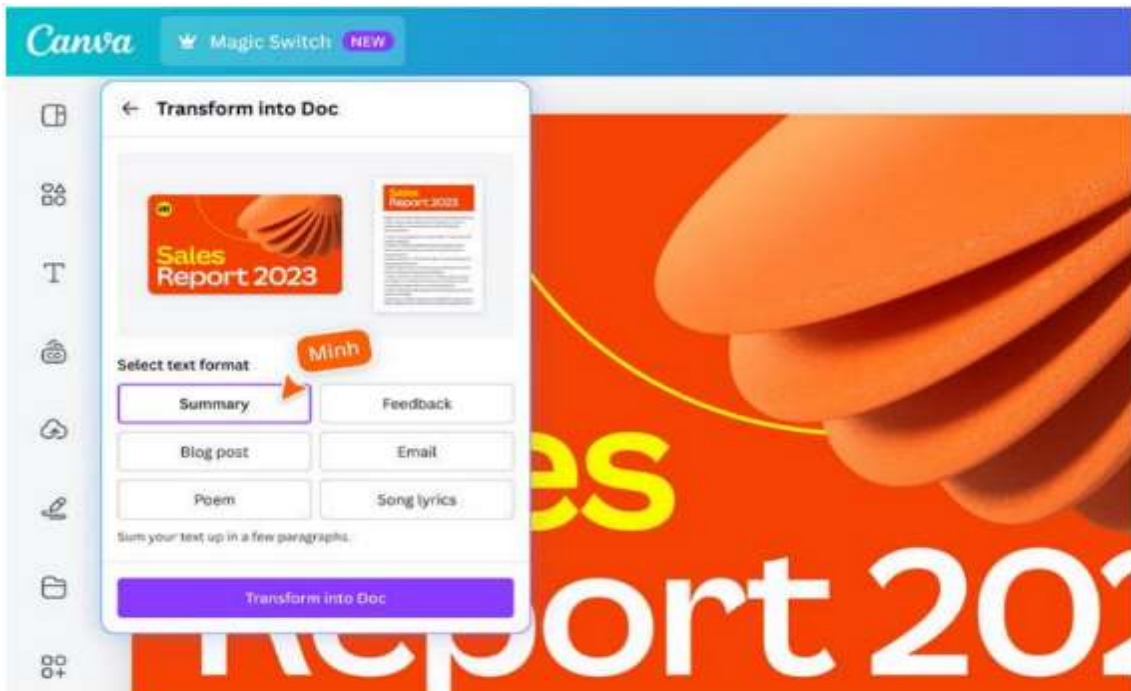 Canva
Magic Switch NEW
← Transform into Doc
Sales
Report 2023
Sales
Report 2023
Minh
Select text format
Summary
Feedback
Blog post
Email
Poem
Song lyrics
Sum your text up in a few paragraphs.
Transform into Doc
es
Report 202